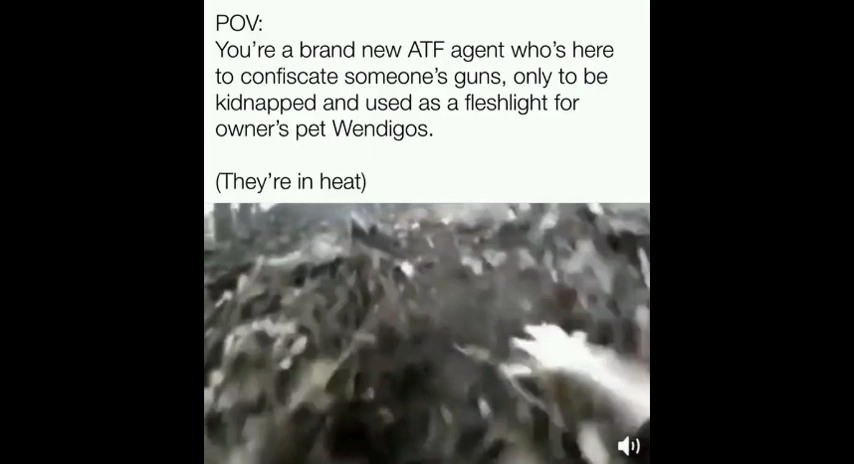 POV:
You’re a brand new ATF agent who’s here
to confiscate someone’s guns, only to be
kidnapped and used as a fleshlight for
owner’s pet Wendigos.
(They’re in heat)